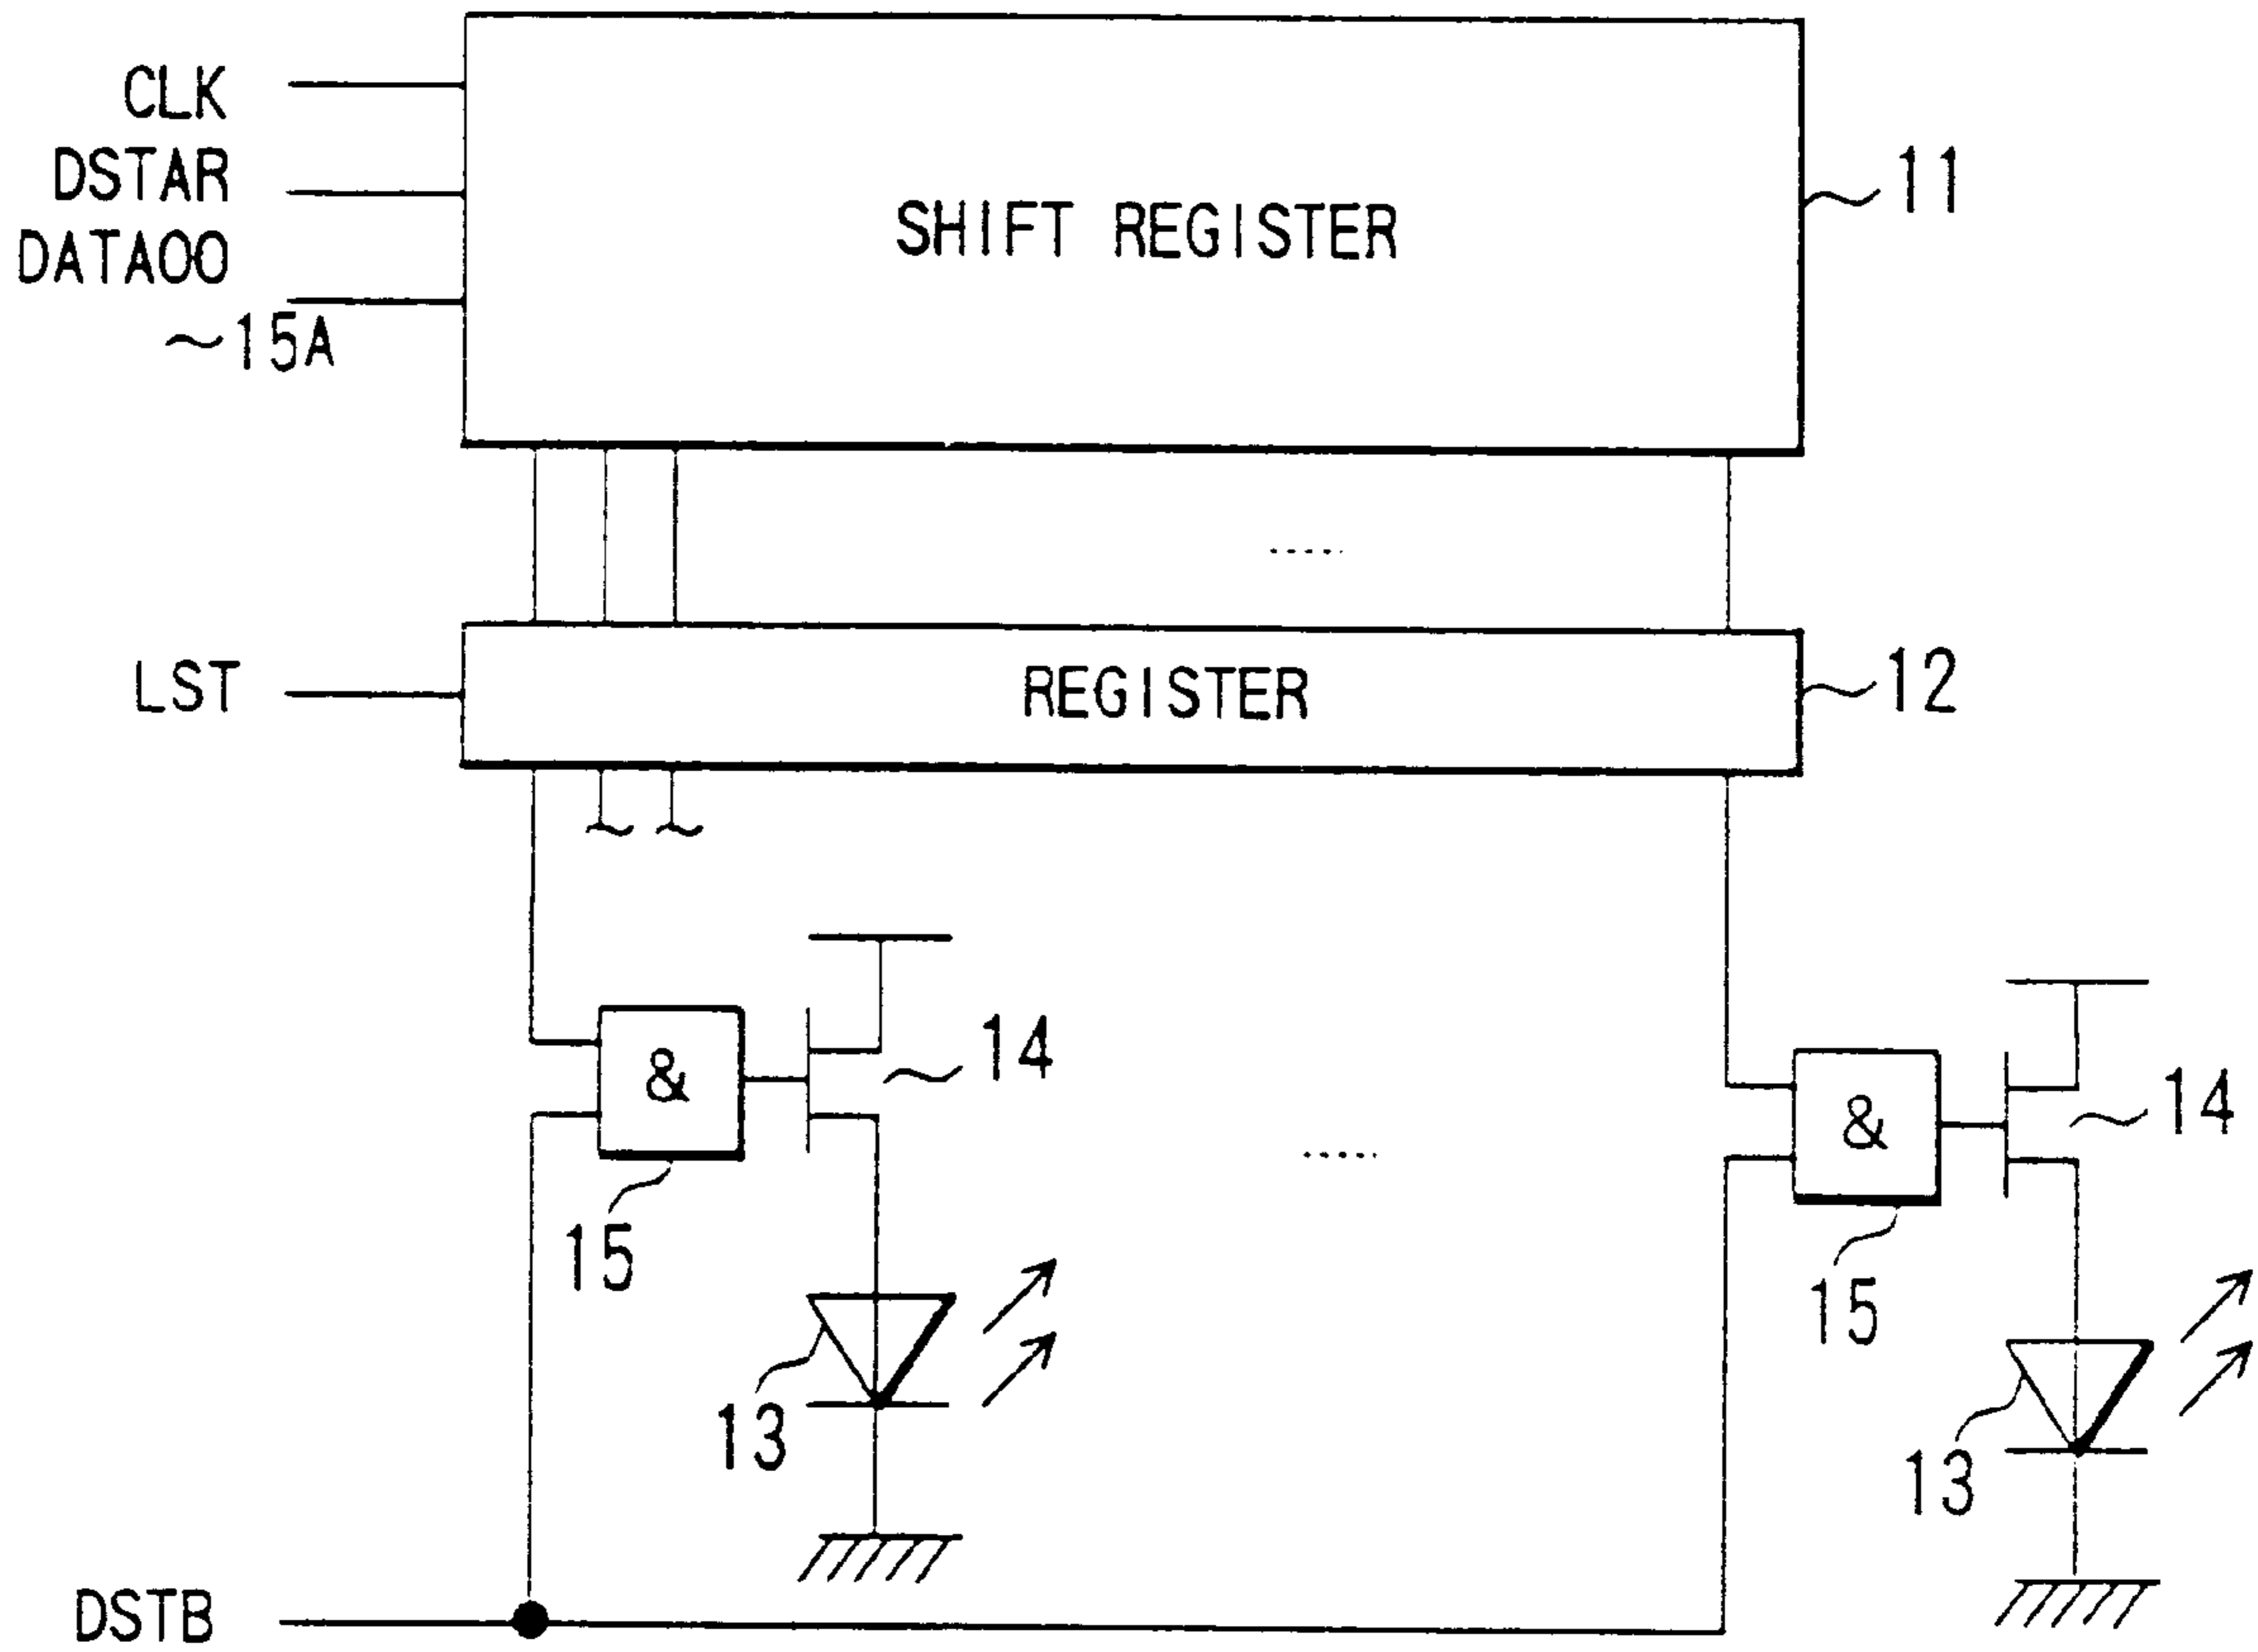 CLK
DSTAR
DATA00
15A
SHIFT REGISTER
11
LST
REGISTER
12
&
14
15
13
&
14
15
13
DSTB